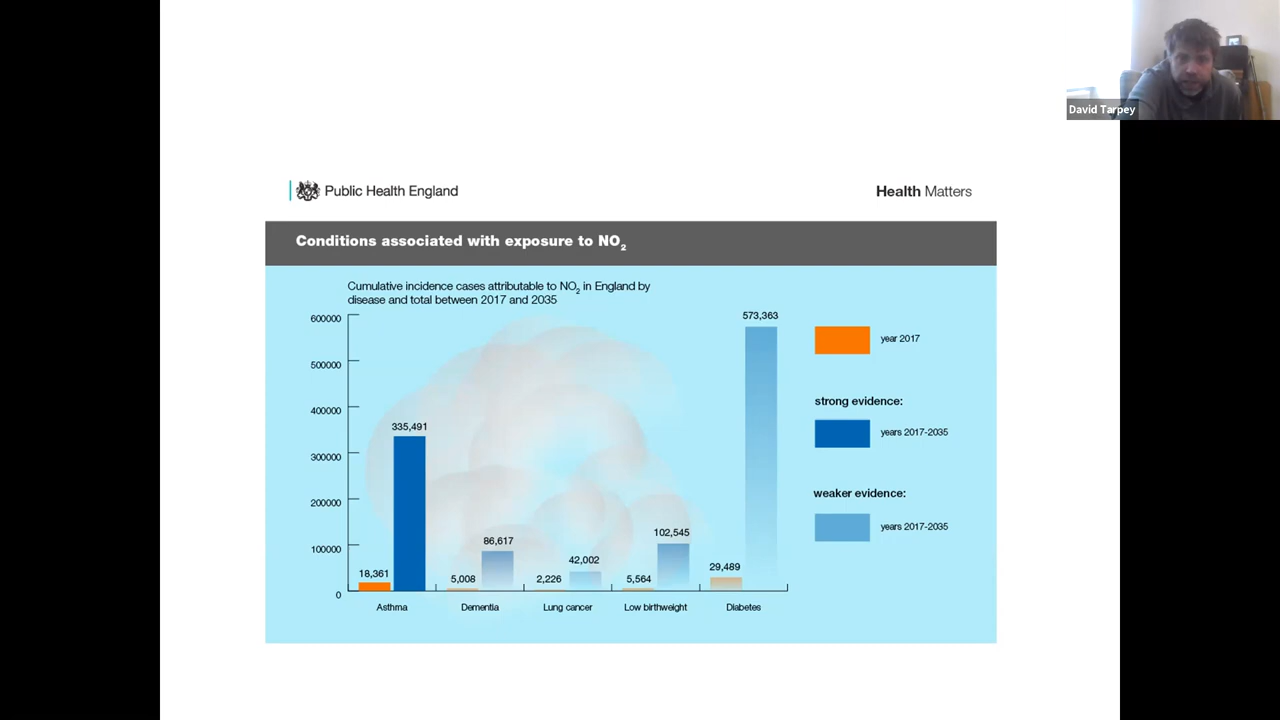 David Tarpey
Public Health England
Health Matters
Conditions associated with exposure to NO2
Cumulative incidence cases attributable to NO2 in England by
disease and total between 2017 and 2035
600000
500000
400000
300000
200000
100000
0
18,361
335,491
5,008
86,617
2,226
42,002
5,564
102,545
29,489
573,363
Asthma
Dementia
Lung cancer
Low birthweight
Diabetes
year 2017
strong evidence:
years 2017-2035
weaker evidence:
years 2017-2035